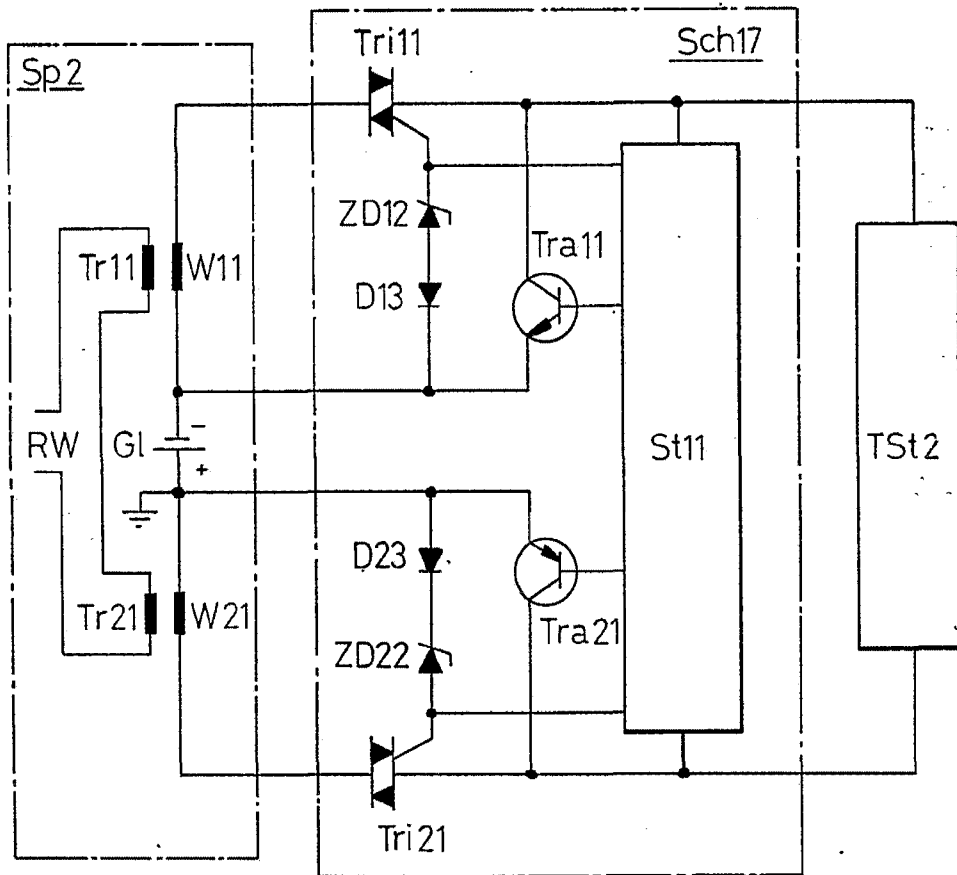 Tri11
Sch17
Sp2
ZD12
Tra11
Tr11
W11
D13
RW
Gl
-
+
St11
TSt2
D23
Tr21
W21
Tra21
ZD22
Tri21